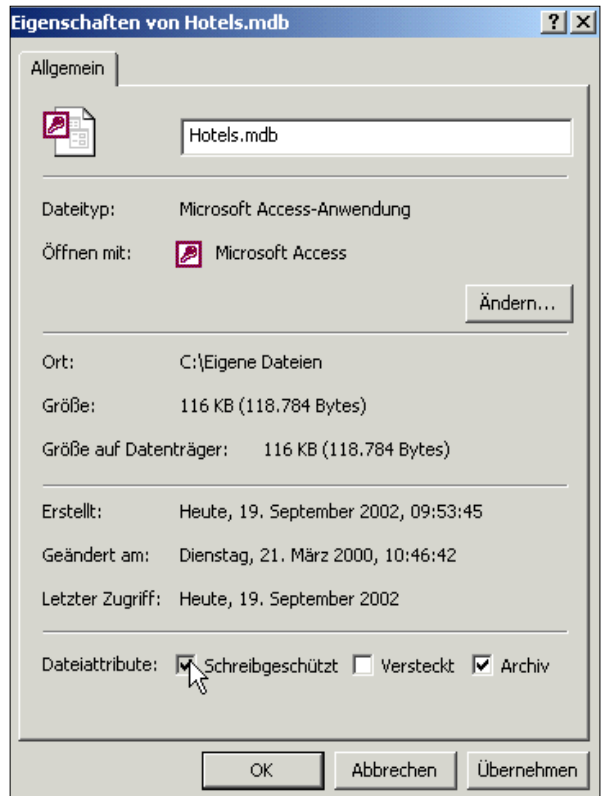 Eigenschaften von Hotels.mdb
Allgemein
Hotels.mdb
Dateityp: Microsoft Access-Anwendung
Öffnen mit: Microsoft Access
Ändern...
Ort: C:\Eigene Dateien
Größe: 116 KB (118.784 Bytes)
Größe auf Datenträger: 116 KB (118.784 Bytes)
Erstellt: Heute, 19. September 2002, 09:53:45
Geändert am: Dienstag, 21. März 2000, 10:46:42
Letzter Zugriff: Heute, 19. September 2002
Dateiattribute: Schreibgeschützt Versteckt Archiv
OK Abbrechen Übernehmen